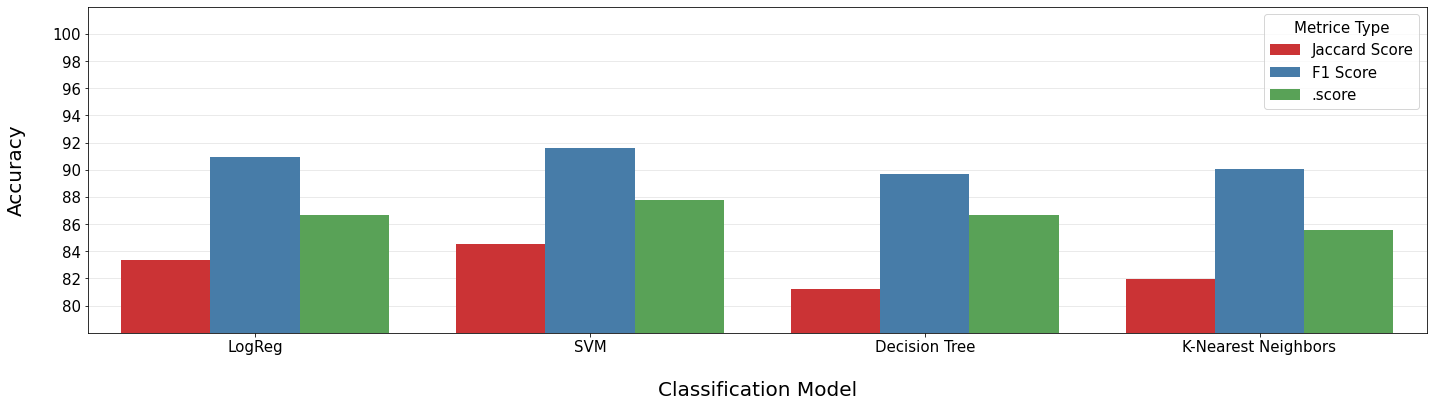 Metrice Type
Jaccard Score
F1 Score
.score
Accuracy
100
98
96
94
92
90
88
86
84
82
80
LogReg SVM Decision Tree K-Nearest Neighbors
Classification Model